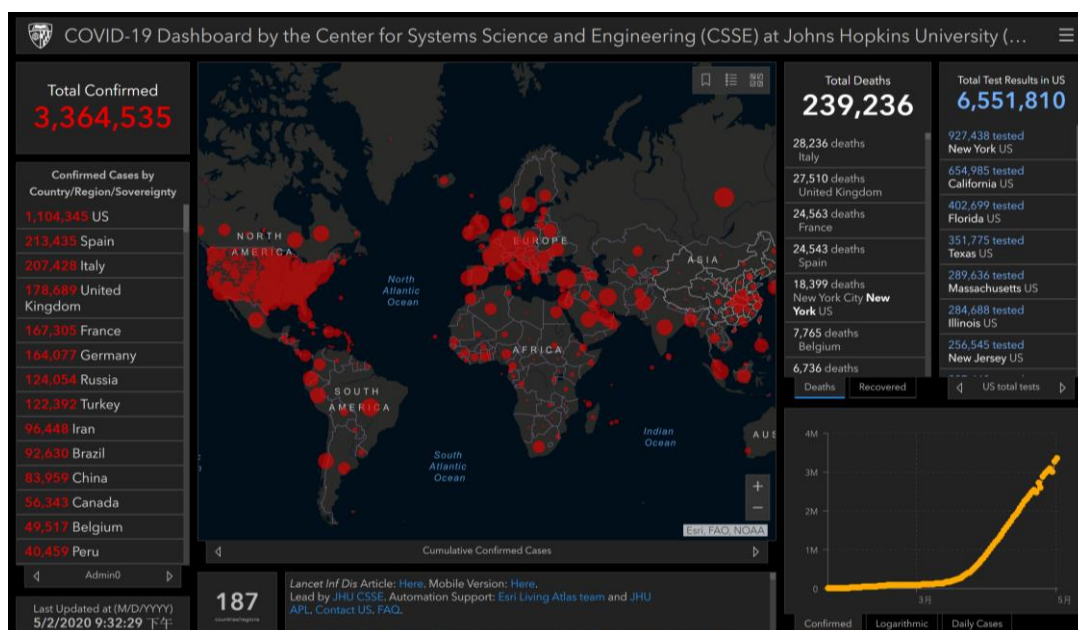 COVID-19 Dashboard by the Center for Systems Science and Engineering (CSSE) at Johns Hopkins University (...
Total Confirmed
3,364,535
Confirmed Cases by
Country/Region/Sovereignty
1,104,345 US
213,435 Spain
207,428 Italy
178,689 United
Kingdom
167,305 France
164,077 Germany
124,054 Russia
122,392 Turkey
96,448 Iran
92,630 Brazil
83,959 China
56,343 Canada
49,517 Belgium
40,459 Peru
Admin0
Last Updated at (M/D/YYYY)
5/2/2020 9:32:29 下午
NORTH
AMERICA
North
Atlantic
Ocean
EUROPE
ASIA
AFRICA
SOUTH
AMERICA
South
Atlantic
Ocean
Indian
Ocean
AUS
+
−
Esri, FAO, NOAA
Cumulative Confirmed Cases
187
countries/regions
Lancet Inf Dis Article: Here. Mobile Version: Here.
Lead by JHU CSSE. Automation Support: Esri Living Atlas team and JHU
APL. Contact US. FAQ.
Total Deaths
239,236
28,236 deaths
Italy
27,510 deaths
United Kingdom
24,563 deaths
France
24,543 deaths
Spain
18,399 deaths
New York City New
York US
7,765 deaths
Belgium
6,736 deaths
Deaths
Recovered
Total Test Results in US
6,551,810
927,438 tested
New York US
654,985 tested
California US
402,699 tested
Florida US
351,775 tested
Texas US
289,636 tested
Massachusetts US
284,688 tested
Illinois US
256,545 tested
New Jersey US
US total tests
4M
3M
2M
1M
0
3月
5月
Confirmed
Logarithmic
Daily Cases